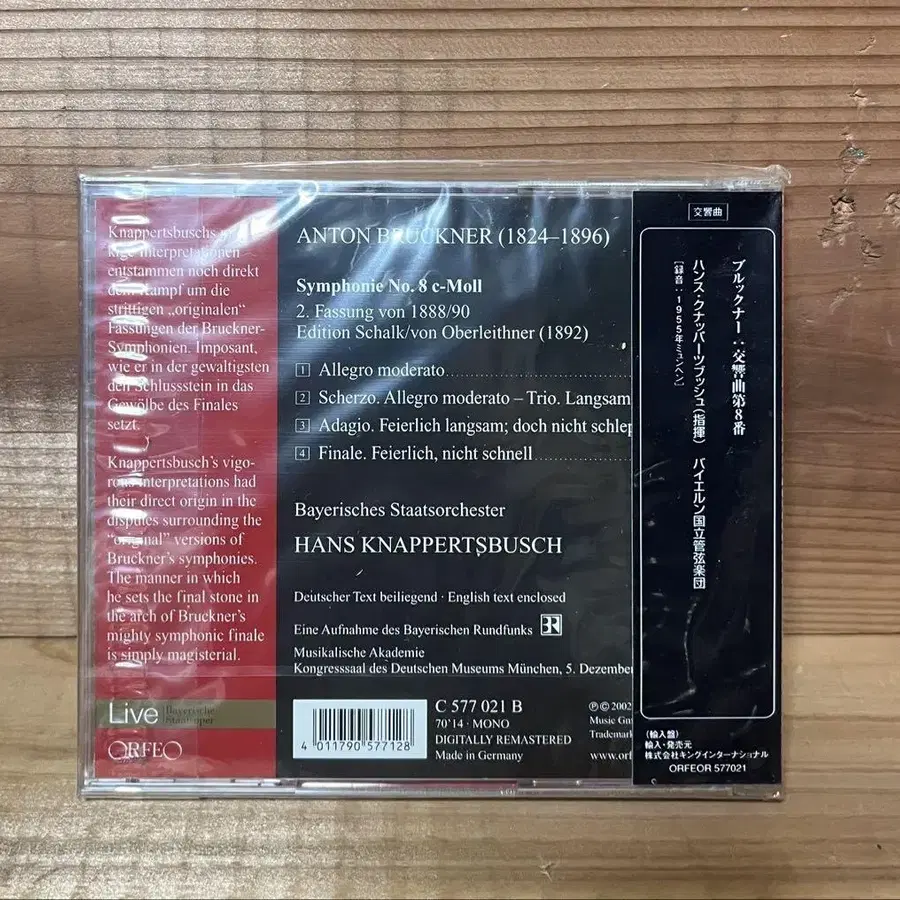 Knappertsbuschs
kige Interpretationen
entstammen noch direkt
dem Kampf um die
strittigen „originalen"
Fassungen der Bruckner-
Symphonien. Imposant,
wie er in der gewaltigsten
den Schlussstein in das
Gewölbe des Finales
setzt.
Knappertsbusch's vigo-
rous interpretations had
their direct origin in the
disputes surrounding the
"original" versions of
Bruckner's symphonies.
The manner in which
he sets the final stone in
the arch of Bruckner's
mighty symphonic finale
is simply magisterial.
Live Bayerische
Staatsoper
ORFEO
ANTON BRUCKNER (1824–1896)
Symphonie No. 8 c-Moll
2. Fassung von 1888/90
Edition Schalk/von Oberleithner (1892)
1 Allegro moderato
2 Scherzo. Allegro moderato – Trio. Langsam
3 Adagio. Feierlich langsam; doch nicht schlep
4 Finale. Feierlich, nicht schnell
Bayerisches Staatsorchester
HANS KNAPPERTSBUSCH
Deutscher Text beiliegend · English text enclosed
Eine Aufnahme des Bayerischen Rundfunks BR
Musikalische Akademie
Kongresssaal des Deutschen Museums München, 5. Dezember
4 011790 577128
C 577 021 B
70'14 · MONO
DIGITALLY REMASTERED
Made in Germany
℗© 2002
Music Gm
Trademark
www.orf
交響曲
ブルックナー:交響曲第8番
ハンス・クナッパーツブッシュ(指揮) バイエルン国立管弦楽団
[録音:1955年ミュンヘン]
(輸入盤)
輸入・発売元
株式会社キングインターナショナル
ORFEOR 577021